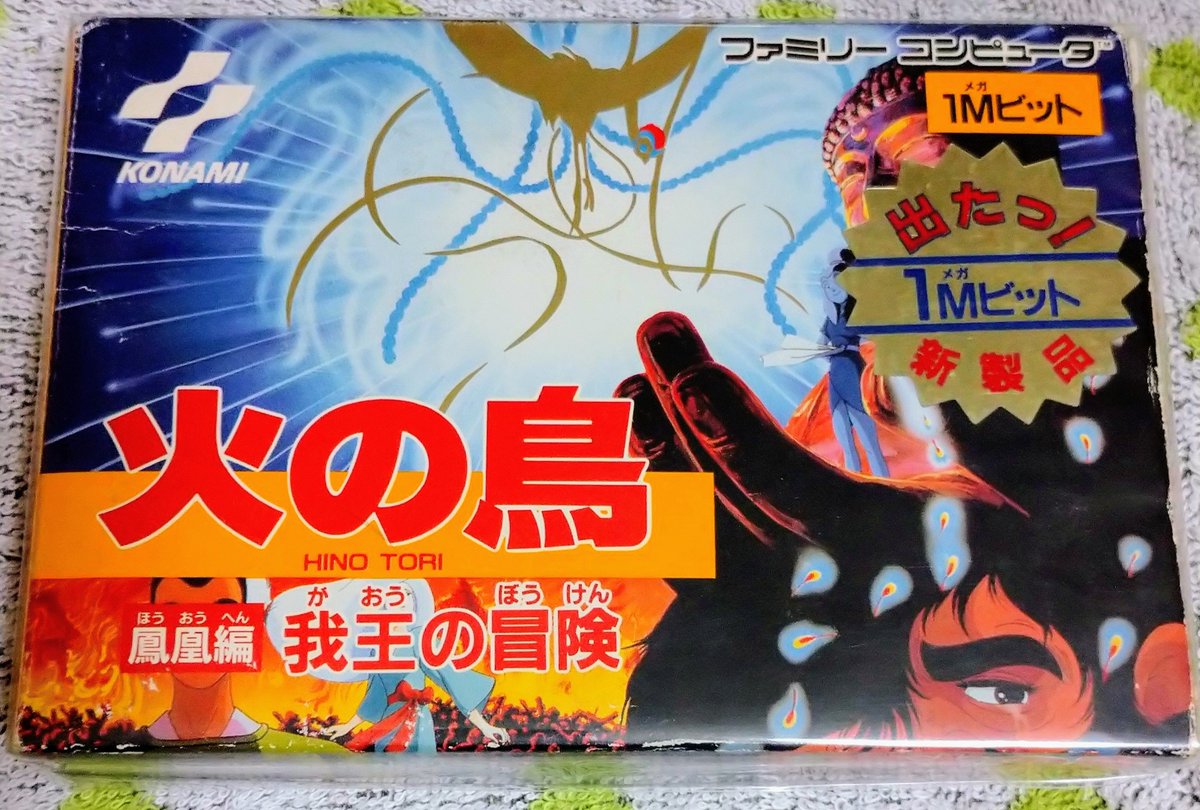 KONAMI
ファミリー コンピュータ™
メガ
1Mビット
出たっ!
メガ
1Mビット
新製品
火の鳥
HINO TORI
ほう おう へん
鳳凰編
が おう ぼう けん
我王の冒険